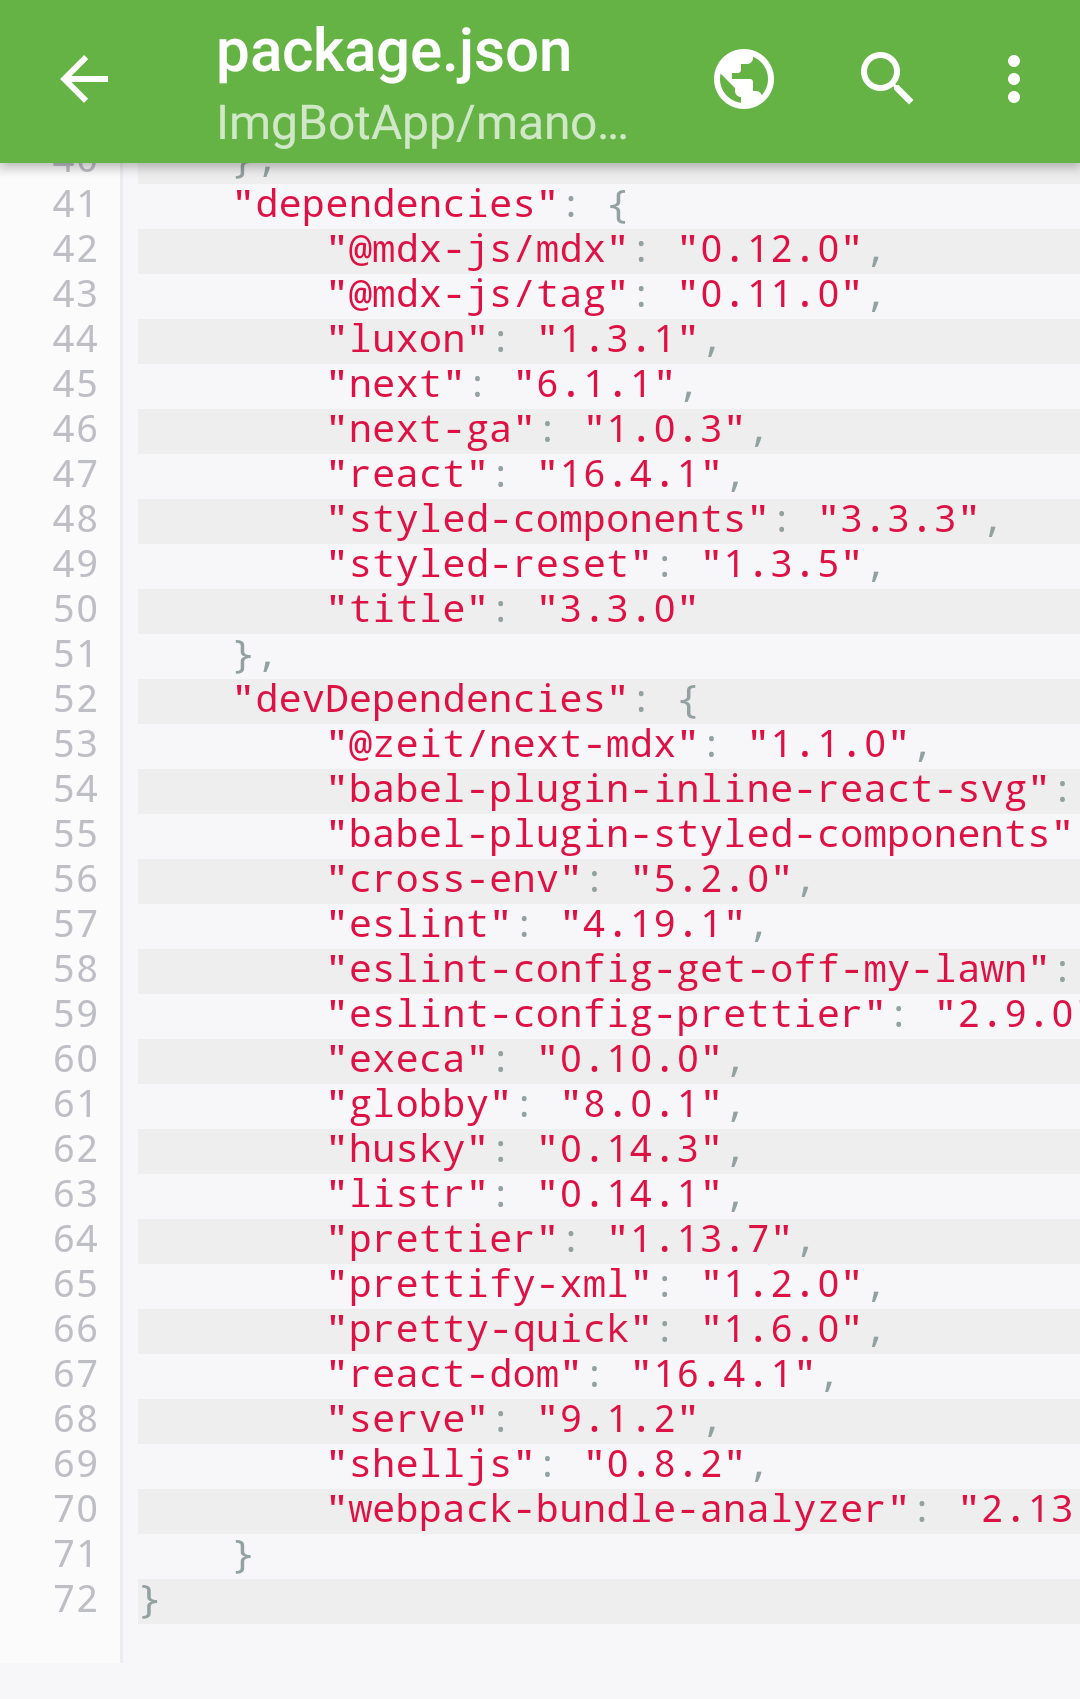 package.json
ImgBotApp/mano...
40 },
41 "dependencies": {
42 "@mdx-js/mdx": "0.12.0",
43 "@mdx-js/tag": "0.11.0",
44 "luxon": "1.3.1",
45 "next": "6.1.1",
46 "next-ga": "1.0.3",
47 "react": "16.4.1",
48 "styled-components": "3.3.3",
49 "styled-reset": "1.3.5",
50 "title": "3.3.0"
51 },
52 "devDependencies": {
53 "@zeit/next-mdx": "1.1.0",
54 "babel-plugin-inline-react-svg":
55 "babel-plugin-styled-components"
56 "cross-env": "5.2.0",
57 "eslint": "4.19.1",
58 "eslint-config-get-off-my-lawn":
59 "eslint-config-prettier": "2.9.0"
60 "execa": "0.10.0",
61 "globby": "8.0.1",
62 "husky": "0.14.3",
63 "listr": "0.14.1",
64 "prettier": "1.13.7",
65 "prettify-xml": "1.2.0",
66 "pretty-quick": "1.6.0",
67 "react-dom": "16.4.1",
68 "serve": "9.1.2",
69 "shelljs": "0.8.2",
70 "webpack-bundle-analyzer": "2.13
71 }
72 }